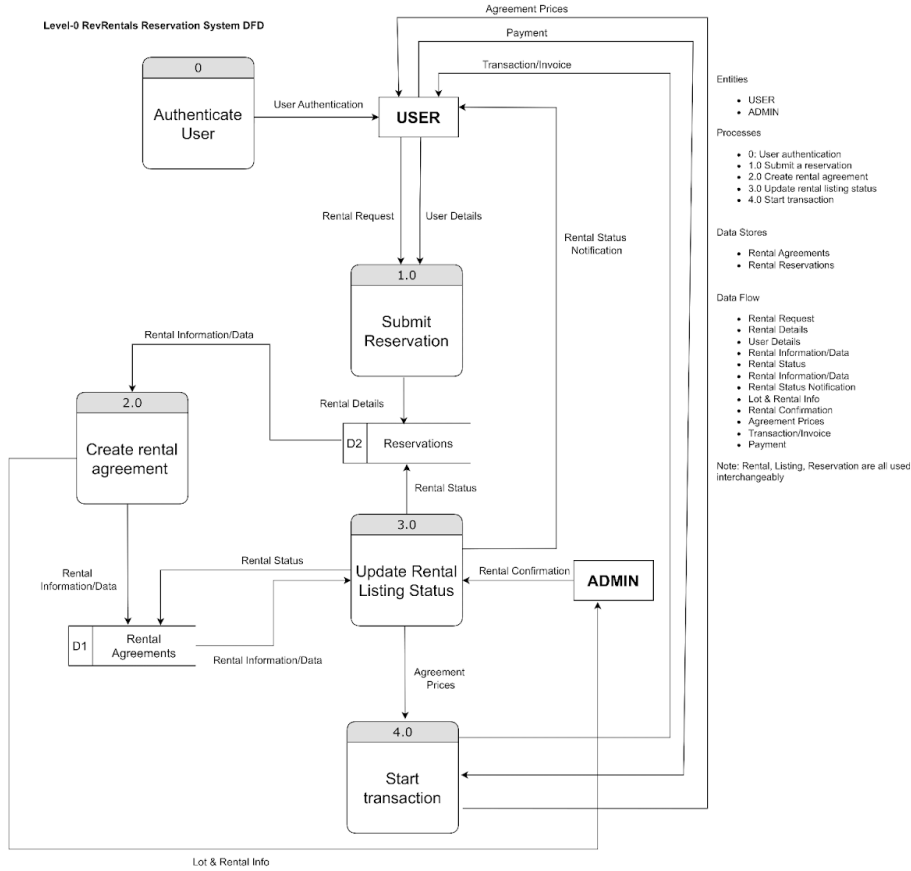 Agreement Prices
Level-0 RevRentals Reservation System DFD
Payment
Transaction/Invoice
0
Authenticate
User
User Authentication
USER
Rental Request
User Details
Rental Status
Notification
1.0
Submit
Reservation
Rental Information/Data
Rental Details
2.0
Create rental
agreement
D2
Reservations
Rental Status
3.0
Update Rental
Listing Status
Rental Status
Rental Confirmation
ADMIN
Rental
Information/Data
D1
Rental
Agreements
Rental Information/Data
Agreement
Prices
4.0
Start
transaction
Lot & Rental Info
Entities
• USER
• ADMIN
Processes
• 0: User authentication
• 1.0 Submit a reservation
• 2.0 Create rental agreement
• 3.0 Update rental listing status
• 4.0 Start transaction
Data Stores
• Rental Agreements
• Rental Reservations
Data Flow
• Rental Request
• Rental Details
• User Details
• Rental Information/Data
• Rental Status
• Rental Information/Data
• Rental Status Notification
• Lot & Rental Info
• Rental Confirmation
• Agreement Prices
• Transaction/Invoice
• Payment
Note: Rental, Listing, Reservation are all used
interchangeably